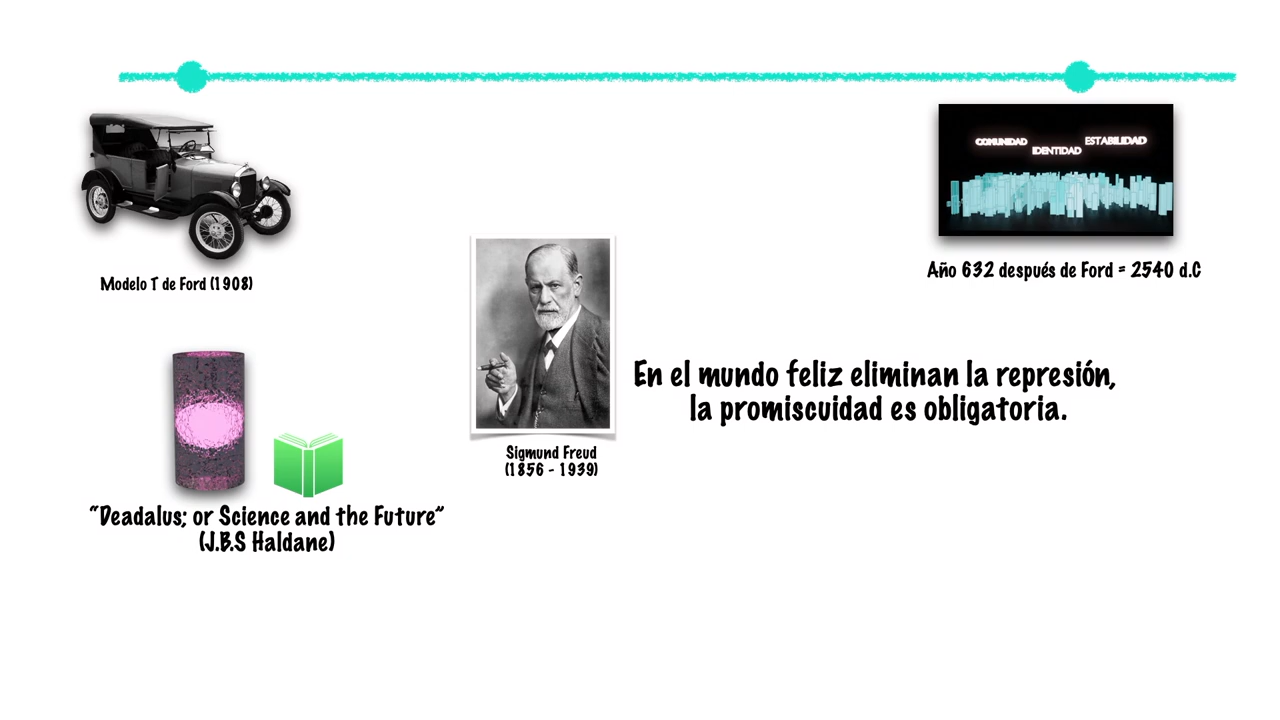 COMUNIDAD
IDENTIDAD
ESTABILIDAD
Modelo T de Ford (1908)
Año 632 después de Ford = 2540 d.C
En el mundo feliz eliminan la represión,
la promiscuidad es obligatoria.
Sigmund Freud
(1856 - 1939)
“Deadalus; or Science and the Future”
(J.B.S Haldane)